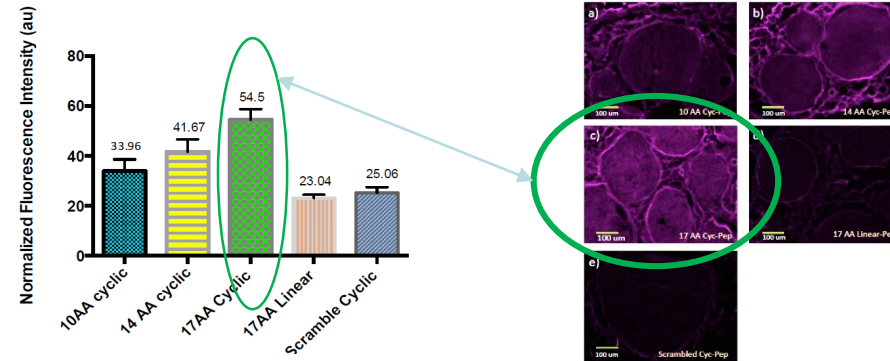 Normalized Fluorescence Intensity (au)
80
60
40
20
0
33.96
41.67
54.5
23.04
25.06
10AA cyclic
14 AA cyclic
17AA Cyclic
17AA Linear
Scramble Cyclic
a)
100 um
10 AA Cyc-
b)
100 um
14 AA Cyc-Pep
c)
100 um
17 AA Cyc-Pep
100 um
17 AA Linear-Pe
e)
100 um
Scrambled Cyc-Pep